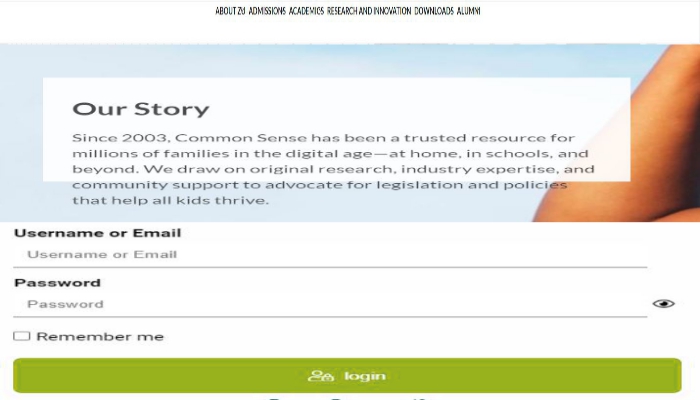 ABOUT ZU ADMISSIONS ACADEMICS RESEARCH AND INNOVATION DOWNLOADS ALUMNI
Our Story
Since 2003, Common Sense has been a trusted resource for
millions of families in the digital age—at home, in schools, and
beyond. We draw on original research, industry expertise, and
community support to advocate for legislation and policies
that help all kids thrive.
Username or Email
Username or Email
Password
Password
Remember me
login